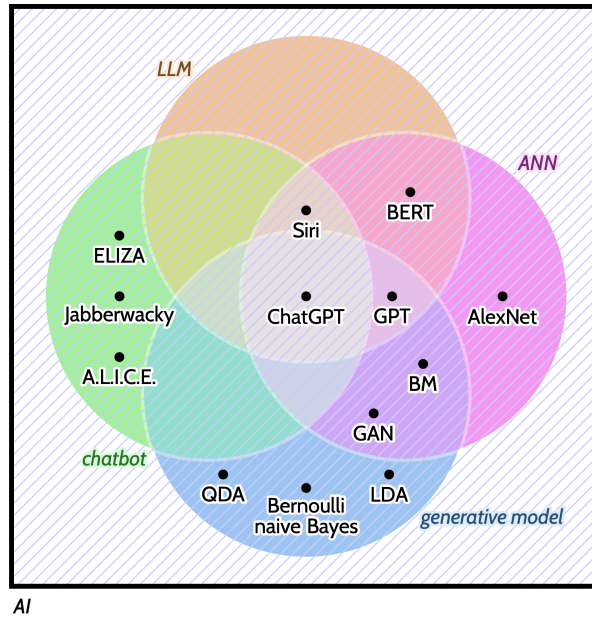 LLM
ANN
BERT
Siri
ELIZA
Jabberwacky
ChatGPT
GPT
AlexNet
A.L.I.C.E.
BM
GAN
chatbot
QDA
Bernoulli
naive Bayes
LDA
generative model
AI